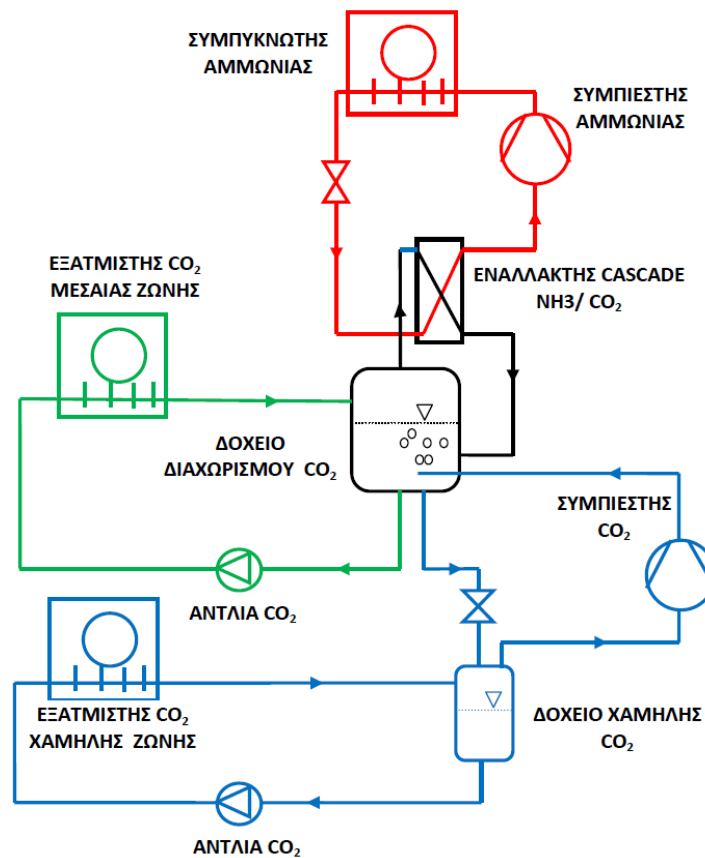 ΣΥΜΠΥΚΝΩΤΗΣ
ΑΜΜΩΝΙΑΣ
ΣΥΜΠΙΕΣΤΗΣ
ΑΜΜΩΝΙΑΣ
ΕΞΑΤΜΙΣΤΗΣ CO₂
ΜΕΣΑΙΑΣ ΖΩΝΗΣ
ΕΝΑΛΛΑΚΤΗΣ CASCADE
NH3/ CO₂
ΔΟΧΕΙΟ
ΔΙΑΧΩΡΙΣΜΟΥ CO₂
ΣΥΜΠΙΕΣΤΗΣ
CO₂
ΑΝΤΛΙΑ CO₂
ΕΞΑΤΜΙΣΤΗΣ CO₂
ΧΑΜΗΛΗΣ ΖΩΝΗΣ
ΔΟΧΕΙΟ ΧΑΜΗΛΗΣ
CO₂
ΑΝΤΛΙΑ CO₂